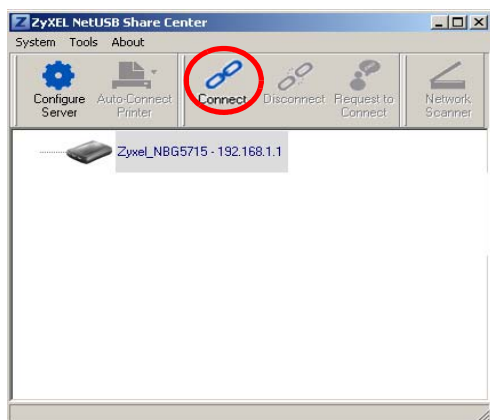 ZyXEL NetUSB Share Center
System Tools About
Configure Server
Auto-Connect Printer
Connect
Disconnect
Request to Connect
Network Scanner
Zyxel_NBG5715 - 192.168.1.1